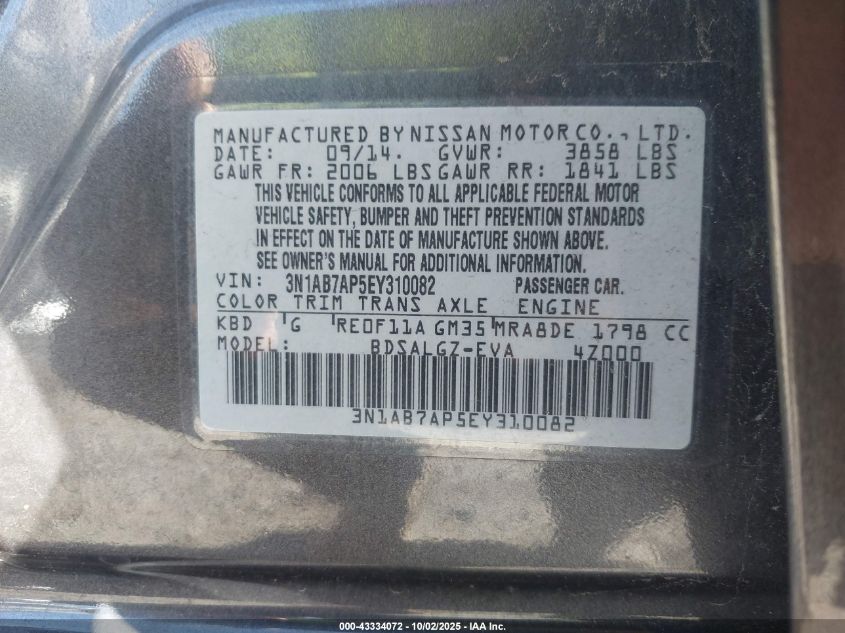 MANUFACTURED BY NISSAN MOTOR CO., LTD.
DATE: 09/14. GVWR: 3858 LBS
GAWR FR: 2006 LBS GAWR RR: 1841 LBS
THIS VEHICLE CONFORMS TO ALL APPLICABLE FEDERAL MOTOR
VEHICLE SAFETY, BUMPER AND THEFT PREVENTION STANDARDS
IN EFFECT ON THE DATE OF MANUFACTURE SHOWN ABOVE.
SEE OWNER'S MANUAL FOR ADDITIONAL INFORMATION.
VIN: 3N1AB7AP5EY310082 PASSENGER CAR.
COLOR TRIM TRANS AXLE ENGINE
KBD G RE0F11A GM35 MRA8DE 1798 CC
MODEL: BDSALGZ-EVA 4Z000
3N1AB7AP5EY310082
000-43334072 - 10/02/2025 - IAA Inc.